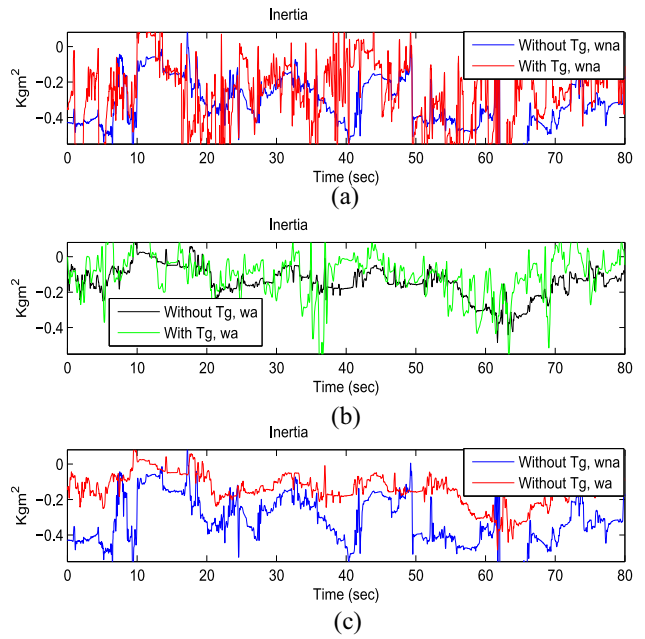 Inertia
Kgm²
0
−0.2
−0.4
Without Tg, wna
With Tg, wna
0 10 20 30 40 50 60 70 80
Time (sec)
(a)
Inertia
Kgm²
0
−0.2
−0.4
Without Tg, wa
With Tg, wa
0 10 20 30 40 50 60 70 80
Time (sec)
(b)
Inertia
Kgm²
0
−0.2
−0.4
Without Tg, wna
Without Tg, wa
0 10 20 30 40 50 60 70 80
Time (sec)
(c)